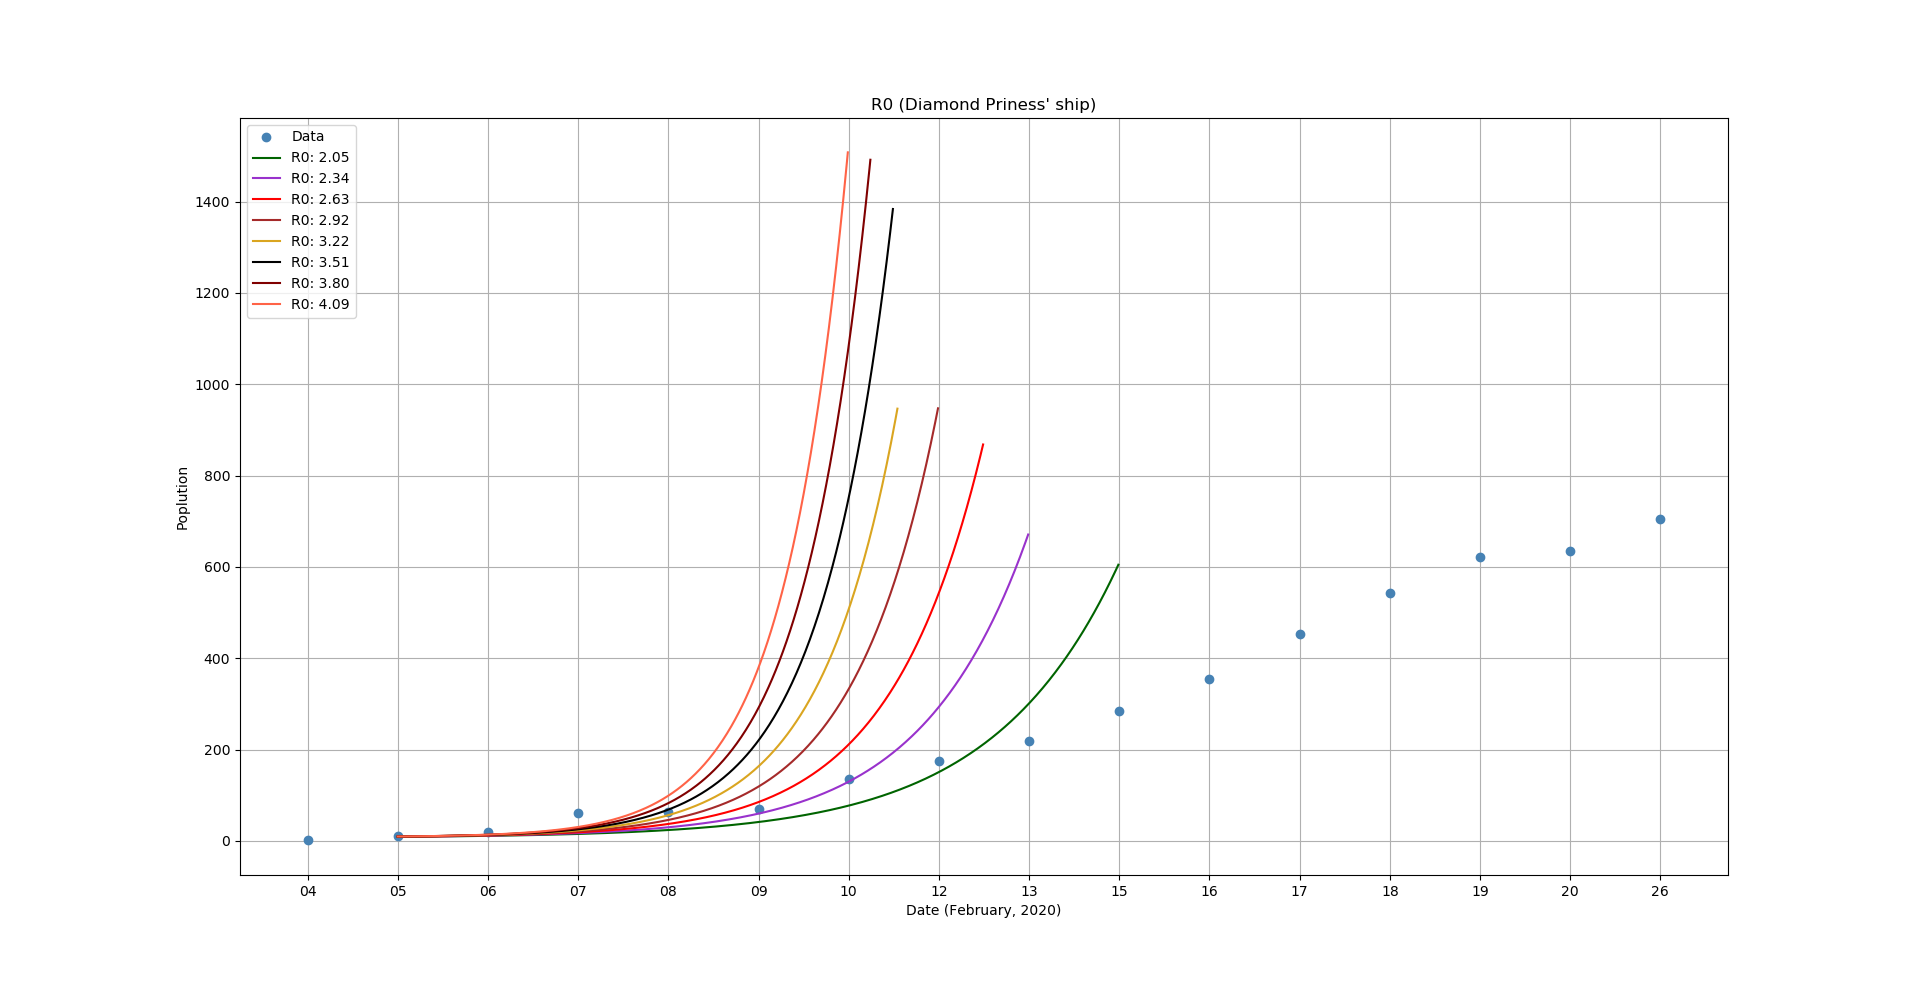 R0 (Diamond Priness' ship)
Data
R0: 2.05
R0: 2.34
R0: 2.63
R0: 2.92
R0: 3.22
R0: 3.51
R0: 3.80
R0: 4.09
1400
1200
1000
800
600
400
200
0
Poplution
04 05 06 07 08 09 10 12 13 15 16 17 18 19 20 26
Date (February, 2020)